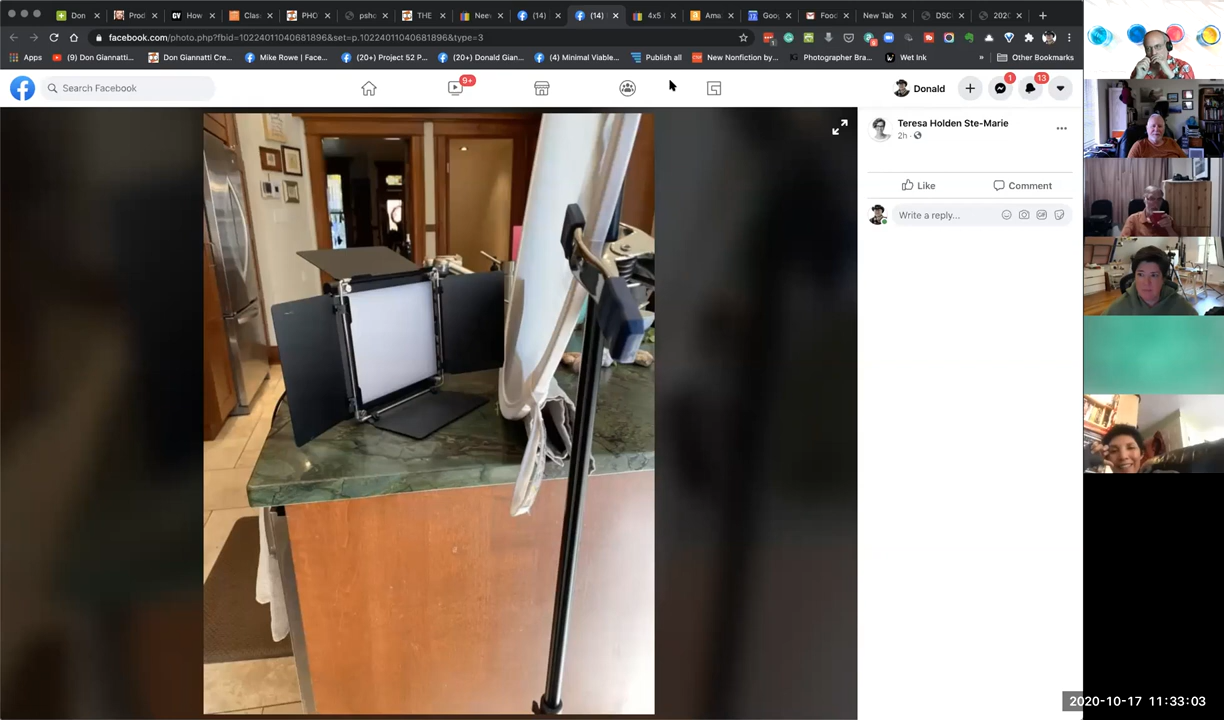 Don
Prod
GV
How
Clas
PHO
psho
THE
Nee
(14)
(14)
4x5
Ama
Goo
Food
New Tab
DSC
202
facebook.com/photo.php?fbid=10224011040681896&set=p.10224011040681896&type=3
Apps
(9) Don Giannatti...
Don Giannatti Cre...
Mike Rowe | Face...
(20+) Project 52 P...
(20+) Donald Gian...
(4) Minimal Viable...
Publish all
New Nonfiction by...
Photographer Bra...
Wet Ink
»
Other Bookmarks
Search Facebook
9+
Donald
1
13
Teresa Holden Ste-Marie
2h ·
Like
Comment
Write a reply...
2020-10-17 11:33:03